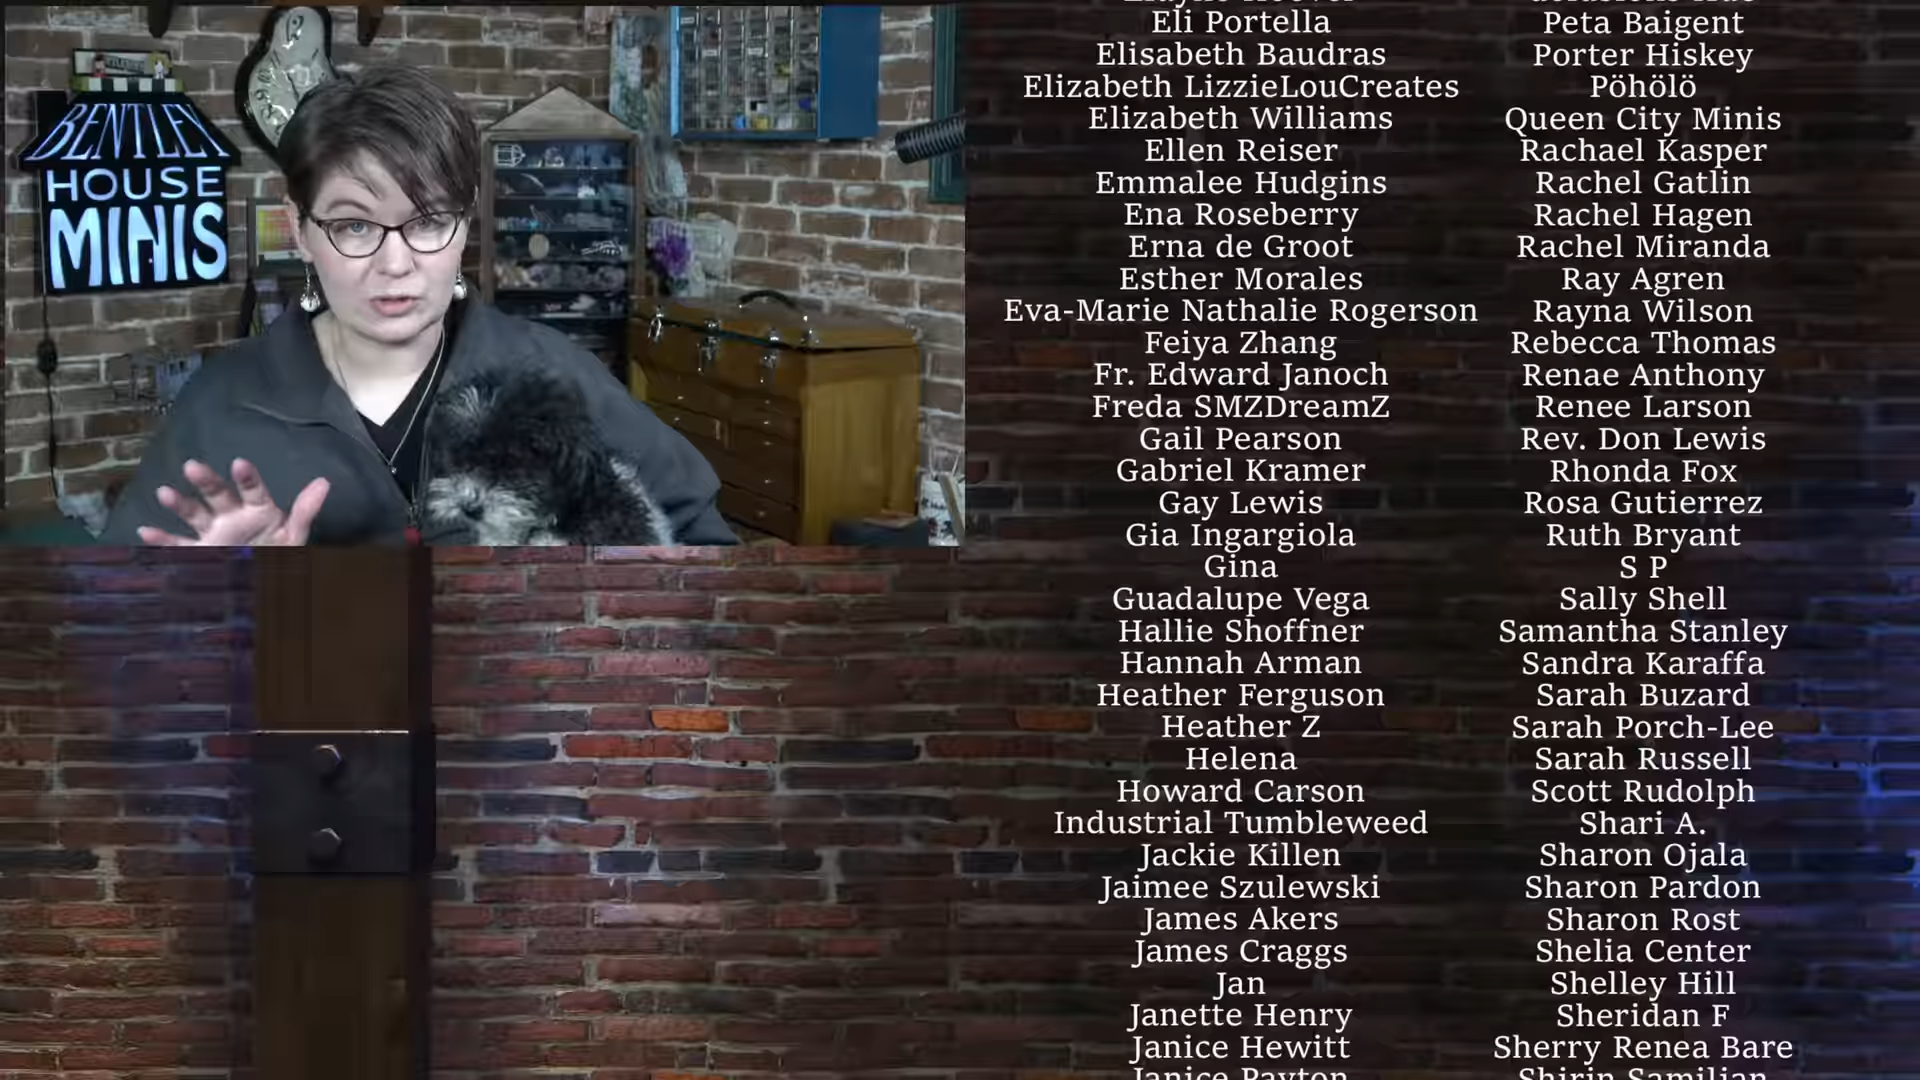 BENTLEY
HOUSE
MINIS
Eli Portella
Elisabeth Baudras
Elizabeth LizzieLouCreates
Elizabeth Williams
Ellen Reiser
Emmalee Hudgins
Ena Roseberry
Erna de Groot
Esther Morales
Eva-Marie Nathalie Rogerson
Feiya Zhang
Fr. Edward Janoch
Freda SMZDreamZ
Gail Pearson
Gabriel Kramer
Gay Lewis
Gia Ingargiola
Gina
Guadalupe Vega
Hallie Shoffner
Hannah Arman
Heather Ferguson
Heather Z
Helena
Howard Carson
Industrial Tumbleweed
Jackie Killen
Jaimee Szulewski
James Akers
James Craggs
Jan
Janette Henry
Janice Hewitt
Janice Payton
Peta Baigent
Porter Hiskey
Pöhölö
Queen City Minis
Rachael Kasper
Rachel Gatlin
Rachel Hagen
Rachel Miranda
Ray Agren
Rayna Wilson
Rebecca Thomas
Renae Anthony
Renee Larson
Rev. Don Lewis
Rhonda Fox
Rosa Gutierrez
Ruth Bryant
S P
Sally Shell
Samantha Stanley
Sandra Karaffa
Sarah Buzard
Sarah Porch-Lee
Sarah Russell
Scott Rudolph
Shari A.
Sharon Ojala
Sharon Pardon
Sharon Rost
Shelia Center
Shelley Hill
Sheridan F
Sherry Renea Bare
Shirin Samilian